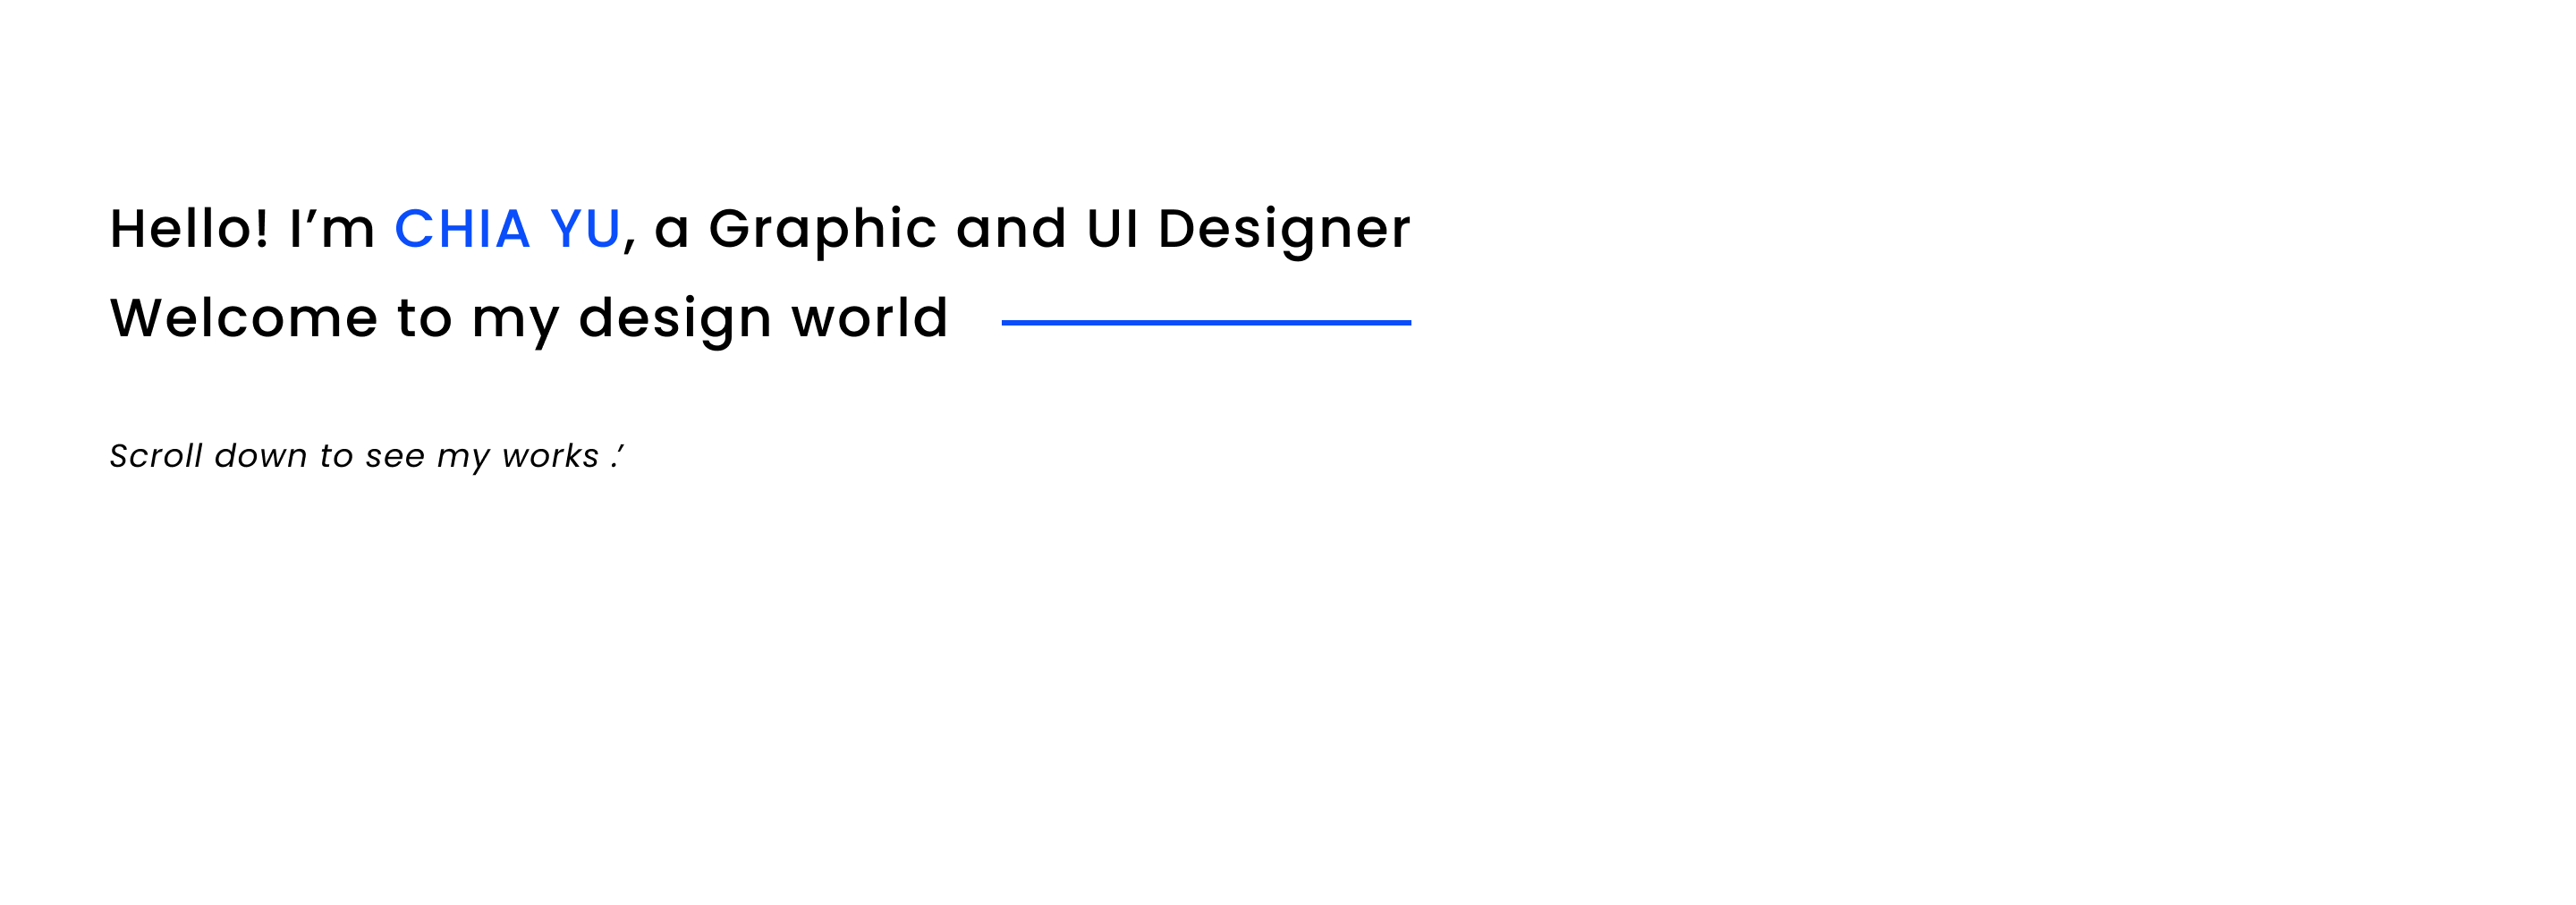 Hello! I’m CHIA YU, a Graphic and UI Designer
Welcome to my design world
Scroll down to see my works .’